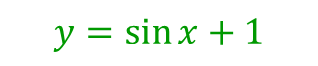 y = sin x + 1